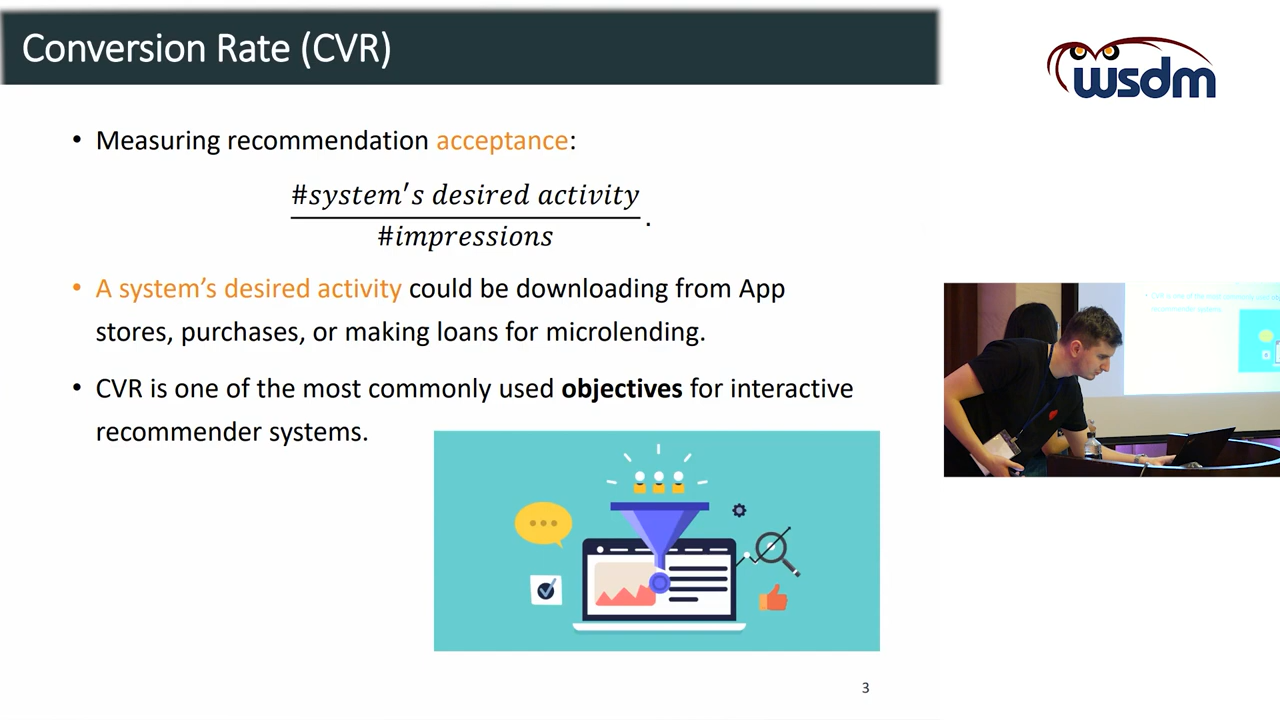 Conversion Rate (CVR)
wsdm
• Measuring recommendation acceptance:
#system's desired activity
#impressions
.
• A system’s desired activity could be downloading from App
stores, purchases, or making loans for microlending.
• CVR is one of the most commonly used objectives for interactive
recommender systems.
3